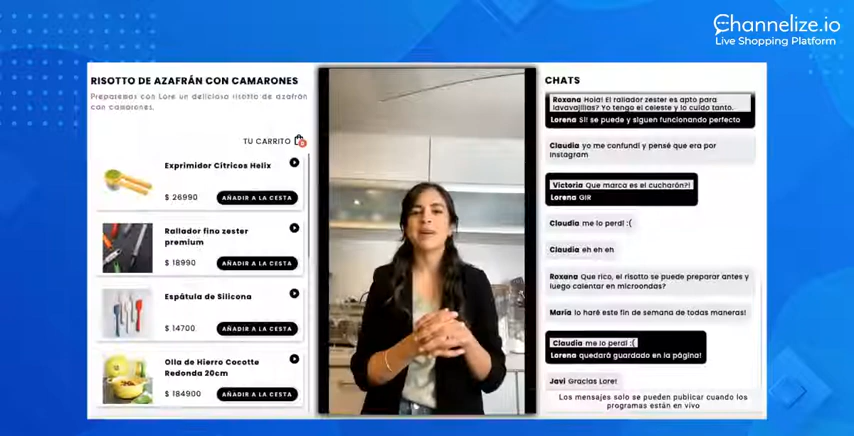 Channelize.io
Live Shopping Platform
RISOTTO DE AZAFRÁN CON CAMARONES
Preparemos con Lore un delicioso risotto de azafrán
con camarones.
TU CARRITO
Exprimidor Cítricos Helix
$ 26990
AÑADIR A LA CESTA
Rallador fino zester
premium
$ 18990
AÑADIR A LA CESTA
Espátula de Silicona
$ 14700
AÑADIR A LA CESTA
Olla de Hierro Cocotte
Redonda 20cm
$ 184900
AÑADIR A LA CESTA
CHATS
Roxana Hola! El rallador zester es apto para
lavavajillas? Yo tengo el celeste y lo cuido tanto.
Lorena Si! se puede y siguen funcionando perfecto
Claudia yo me confundí y pensé que era por
Instagram
Victoria Que marca es el cucharón?!
Lorena GIR
Claudia me lo perdí :(
Claudia eh eh eh
Roxana Que rico, el risotto se puede preparar antes y
luego calentar en microondas?
María lo haré este fin de semana de todas maneras!
Claudia me lo perdí :(
Lorena quedará guardado en la página!
Javi Gracias Lore!
Los mensajes solo se pueden publicar cuando los
programas están en vivo